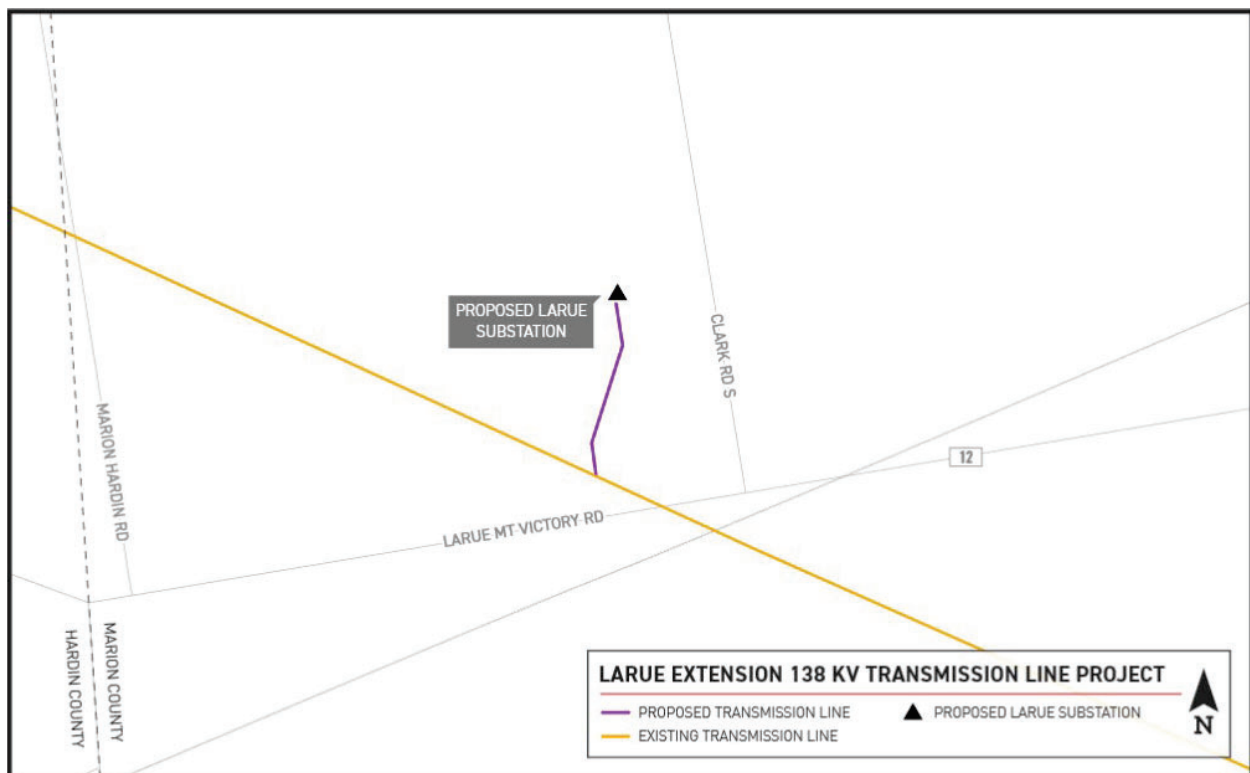 PROPOSED LARUE
SUBSTATION
CLARK RD S
MARION HARDIN RD
12
LARUE MT VICTORY RD
HARDIN COUNTY
MARION COUNTY
LARUE EXTENSION 138 KV TRANSMISSION LINE PROJECT
PROPOSED TRANSMISSION LINE
PROPOSED LARUE SUBSTATION
EXISTING TRANSMISSION LINE
N